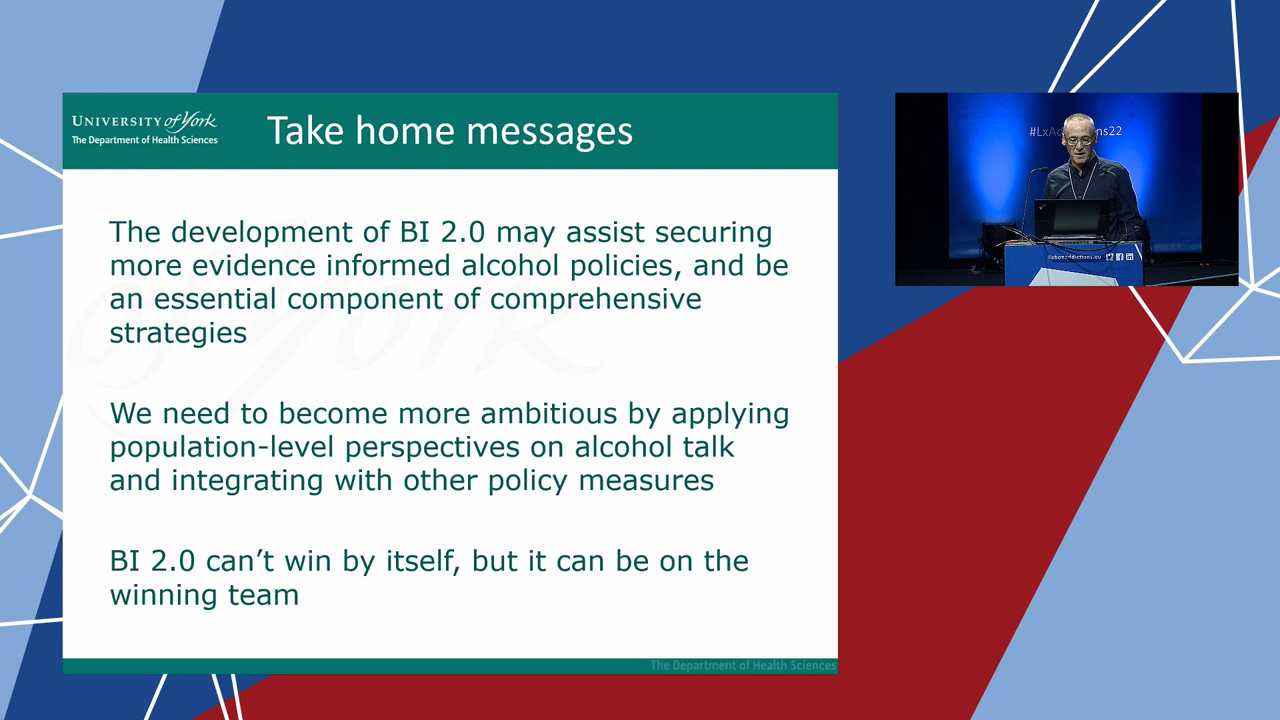 UNIVERSITY of York
The Department of Health Sciences
Take home messages
The development of BI 2.0 may assist securing
more evidence informed alcohol policies, and be
an essential component of comprehensive
strategies
We need to become more ambitious by applying
population-level perspectives on alcohol talk
and integrating with other policy measures
BI 2.0 can’t win by itself, but it can be on the
winning team
The Department of Health Sciences
of York